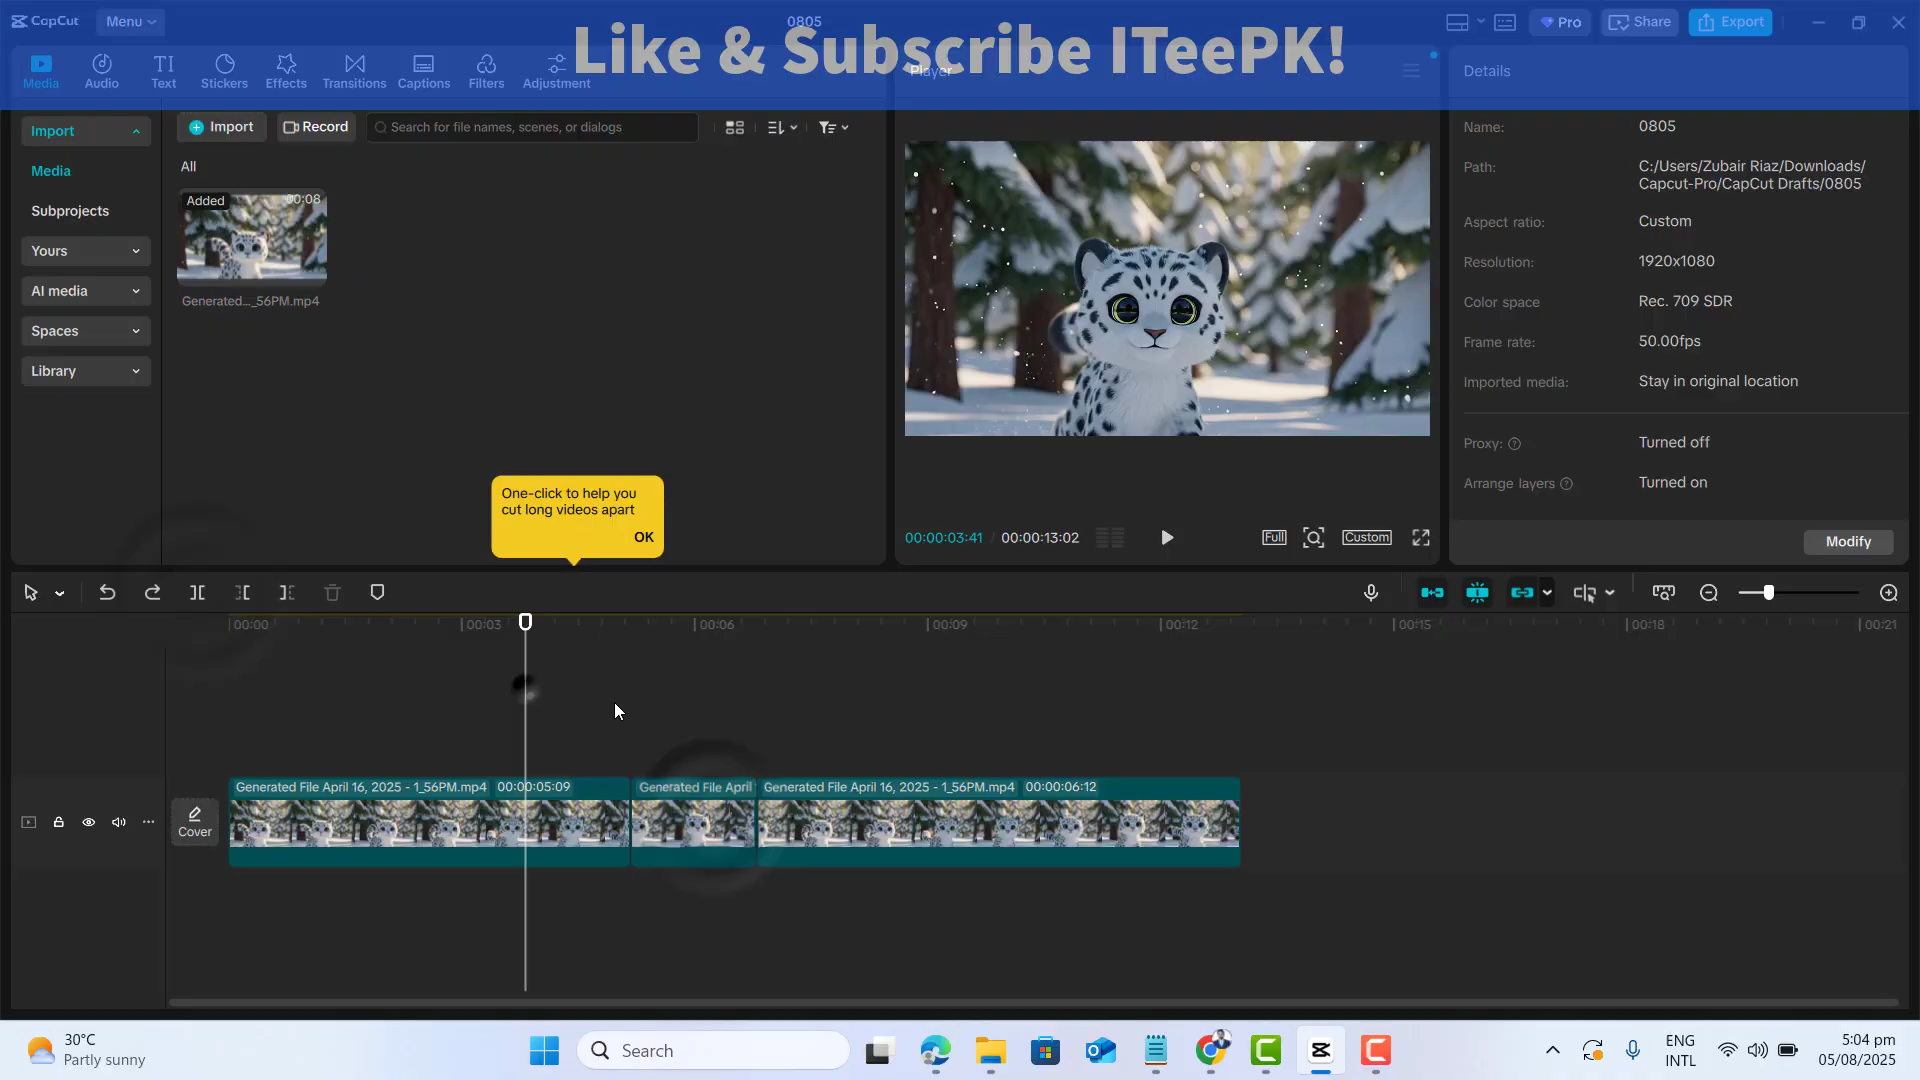 CapCut
Menu
0805
Pro
Share
Export
Like & Subscribe ITeePK!
Media
Audio
Text
Stickers
Effects
Transitions
Captions
Filters
Adjustment
Player
Details
Import
Media
Subprojects
Yours
AI media
Spaces
Library
Import
Record
Search for file names, scenes, or dialogs
All
Added
00:08
Generated..._56PM.mp4
One-click to help you
cut long videos apart
OK
00:00:03:41 / 00:00:13:02
Full
Custom
Name: 0805
Path: C:/Users/Zubair Riaz/Downloads/
Capcut-Pro/CapCut Drafts/0805
Aspect ratio: Custom
Resolution: 1920x1080
Color space Rec. 709 SDR
Frame rate: 50.00fps
Imported media: Stay in original location
Proxy: Turned off
Arrange layers Turned on
Modify
00:00 00:03 00:06 00:09 00:12 00:15 00:18 00:21
Cover
Generated File April 16, 2025 - 1_56PM.mp4 00:00:05:09
Generated File April
Generated File April 16, 2025 - 1_56PM.mp4 00:00:06:12
30°C
Partly sunny
Search
ENG
INTL
5:04 pm
05/08/2025